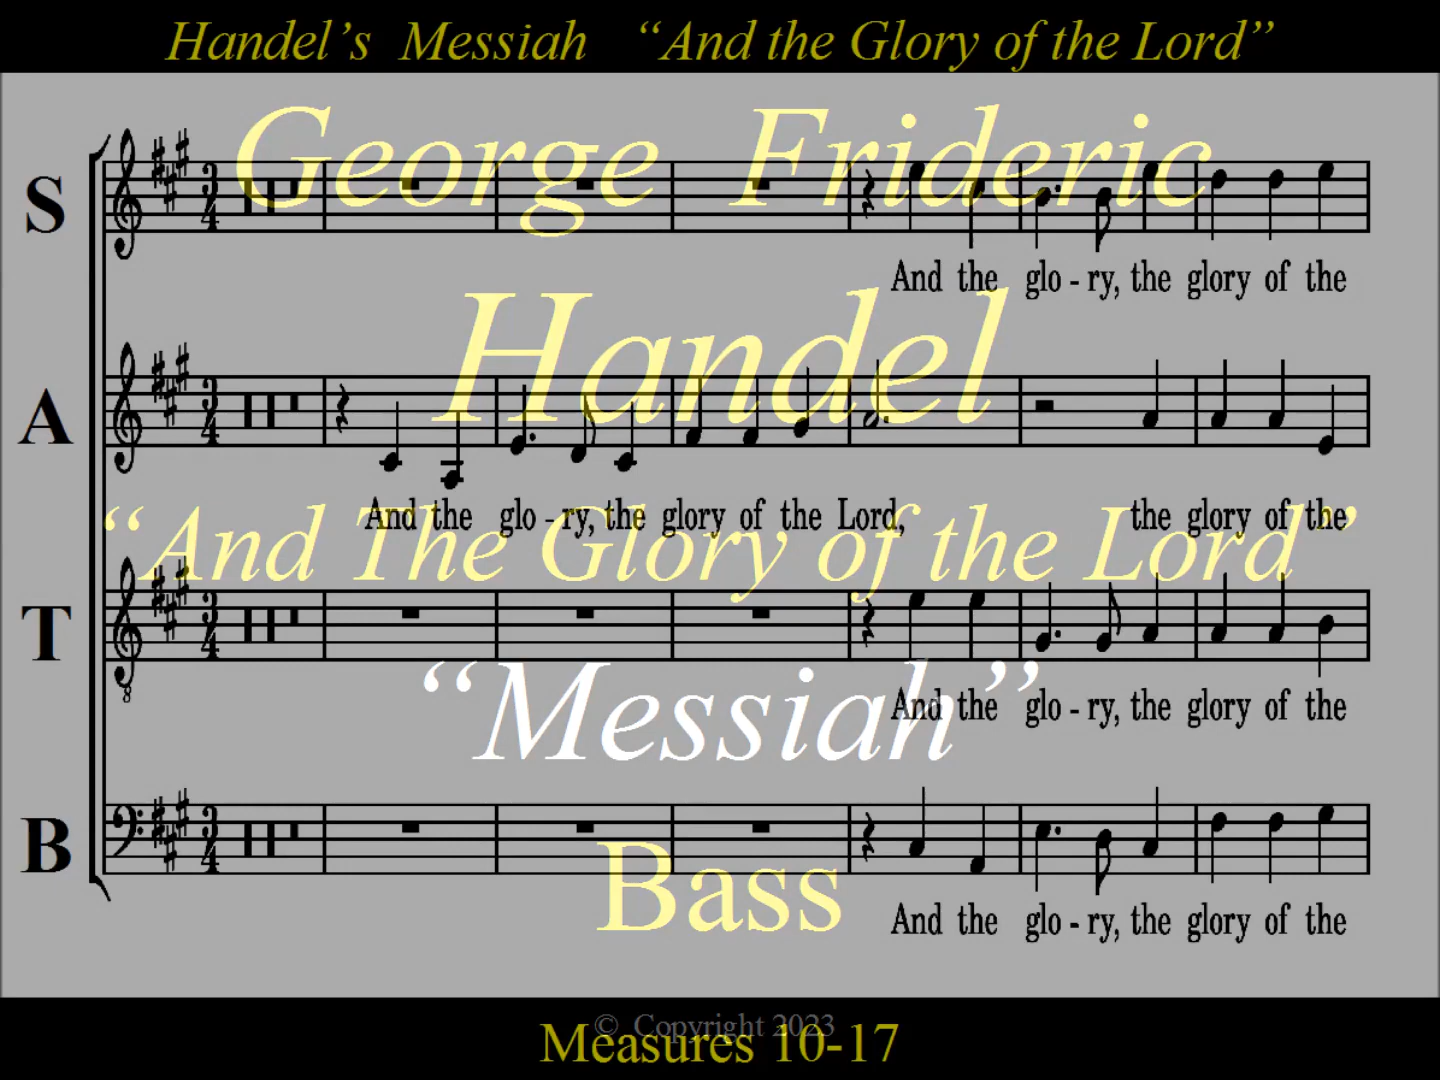 Handel’s Messiah “And the Glory of the Lord”
George Frideric
S
And the glo - ry, the glory of the
Handel
A
And the glo - ry, the glory of the Lord, the glory of the
“And The Glory of the Lord”
T
8
And the glo - ry, the glory of the
“Messiah”
B
Bass
And the glo - ry, the glory of the
© Copyright 2023
Measures 10-17